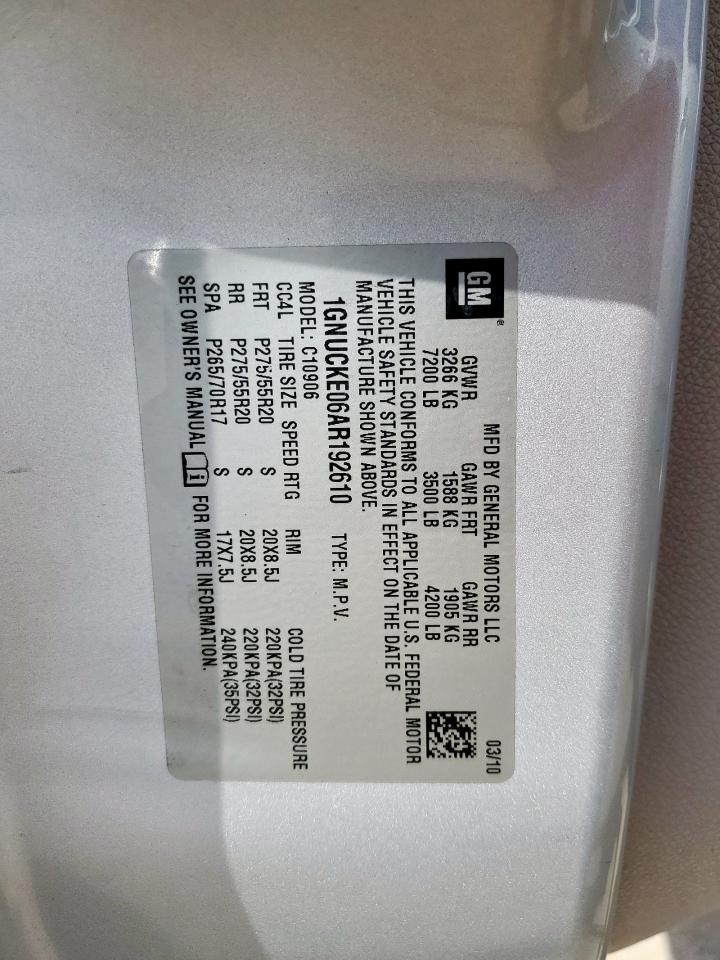 GM®
MFD BY GENERAL MOTORS LLC 03/10
GVWR GAWR FRT GAWR RR
3266 KG 1588 KG 1905 KG
7200 LB 3500 LB 4200 LB
THIS VEHICLE CONFORMS TO ALL APPLICABLE U.S. FEDERAL MOTOR
VEHICLE SAFETY STANDARDS IN EFFECT ON THE DATE OF
MANUFACTURE SHOWN ABOVE.
1GNUCKE06AR192610 TYPE: M.P.V.
MODEL: C10906
CC4L TIRE SIZE SPEED RTG RIM COLD TIRE PRESSURE
FRT P275/55R20 S 20X8.5J 220KPA(32PSI)
RR P275/55R20 S 20X8.5J 220KPA(32PSI)
SPA P265/70R17 S 17X7.5J 240KPA(35PSI)
SEE OWNER'S MANUAL i FOR MORE INFORMATION.